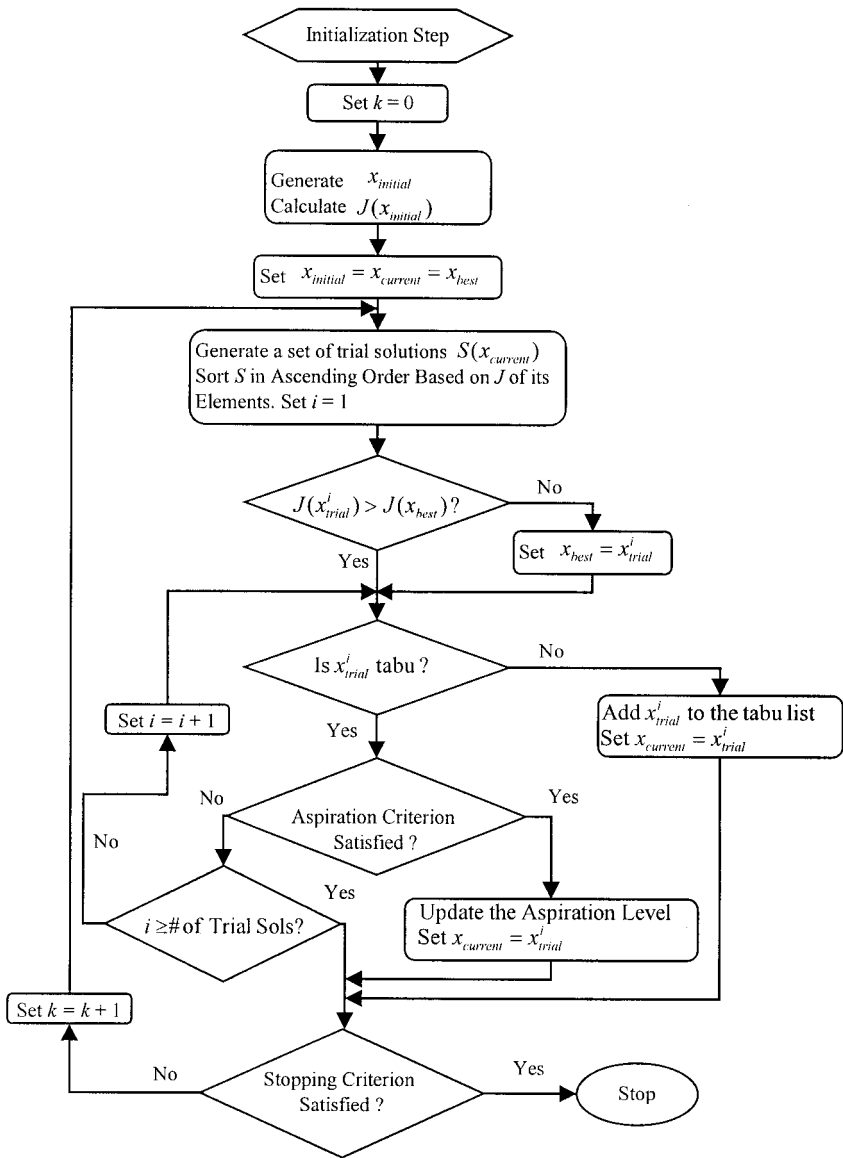 Initialization Step
Set k = 0
Generate x_initial
Calculate J(x_initial)
Set x_initial = x_current = x_best
Generate a set of trial solutions S(x_current)
Sort S in Ascending Order Based on J of its
Elements. Set i = 1
J(x^i_trial) > J(x_best) ?
No
Set x_best = x^i_trial
Yes
Is x^i_trial tabu ?
No
Add x^i_trial to the tabu list
Set x_current = x^i_trial
Set i = i + 1
Yes
Aspiration Criterion
Satisfied ?
No
Yes
No
i ≥# of Trial Sols?
Yes
Update the Aspiration Level
Set x_current = x^i_trial
Set k = k + 1
Stopping Criterion
Satisfied ?
No
Yes
Stop